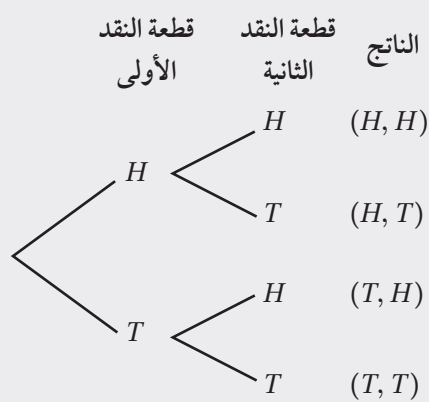 قطعة النقد الأولى
قطعة النقد الثانية
الناتج
H (H, H)
H
T (H, T)
H (T, H)
T
T (T, T)